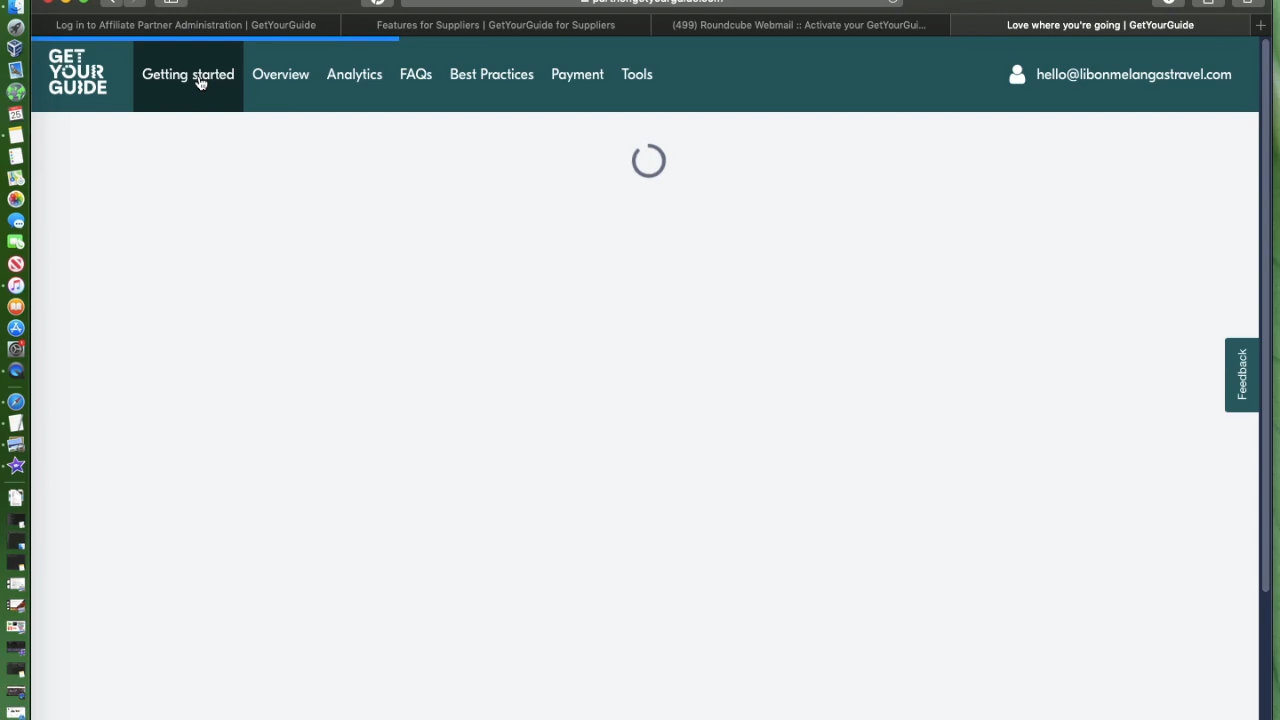 Log in to Affiliate Partner Administration | GetYourGuide
Features for Suppliers | GetYourGuide for Suppliers
(499) Roundcube Webmail :: Activate your GetYourGui...
Love where you're going | GetYourGuide
GET
YOUR
GUIDE
Getting started
Overview
Analytics
FAQs
Best Practices
Payment
Tools
hello@libonmelangastravel.com
25
Feedback